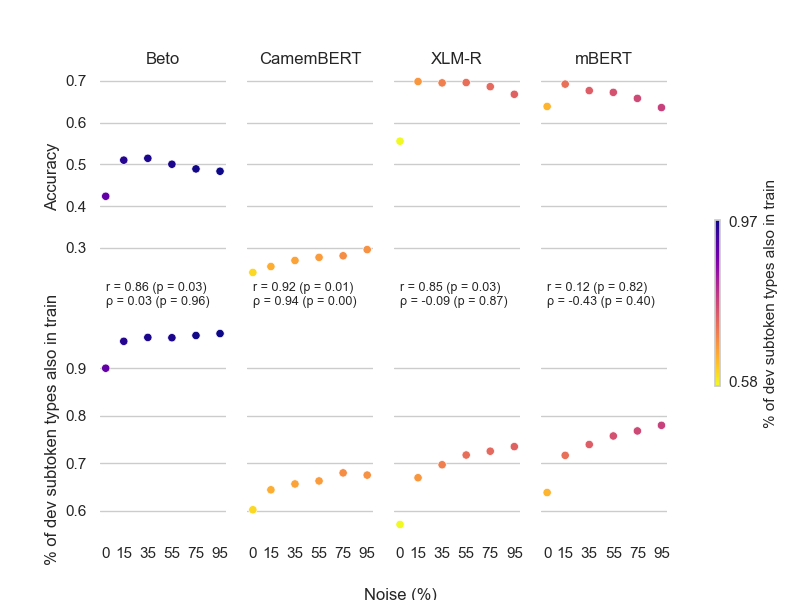 Beto CamemBERT XLM-R mBERT
0.7
0.6
0.5
0.4
0.3
Accuracy
r = 0.86 (p = 0.03)
ρ = 0.03 (p = 0.96)
r = 0.92 (p = 0.01)
ρ = 0.94 (p = 0.00)
r = 0.85 (p = 0.03)
ρ = -0.09 (p = 0.87)
r = 0.12 (p = 0.82)
ρ = -0.43 (p = 0.40)
0.9
0.8
0.7
0.6
% of dev subtoken types also in train
0 15 35 55 75 95 0 15 35 55 75 95 0 15 35 55 75 95 0 15 35 55 75 95
Noise (%)
0.97
0.58
% of dev subtoken types also in train